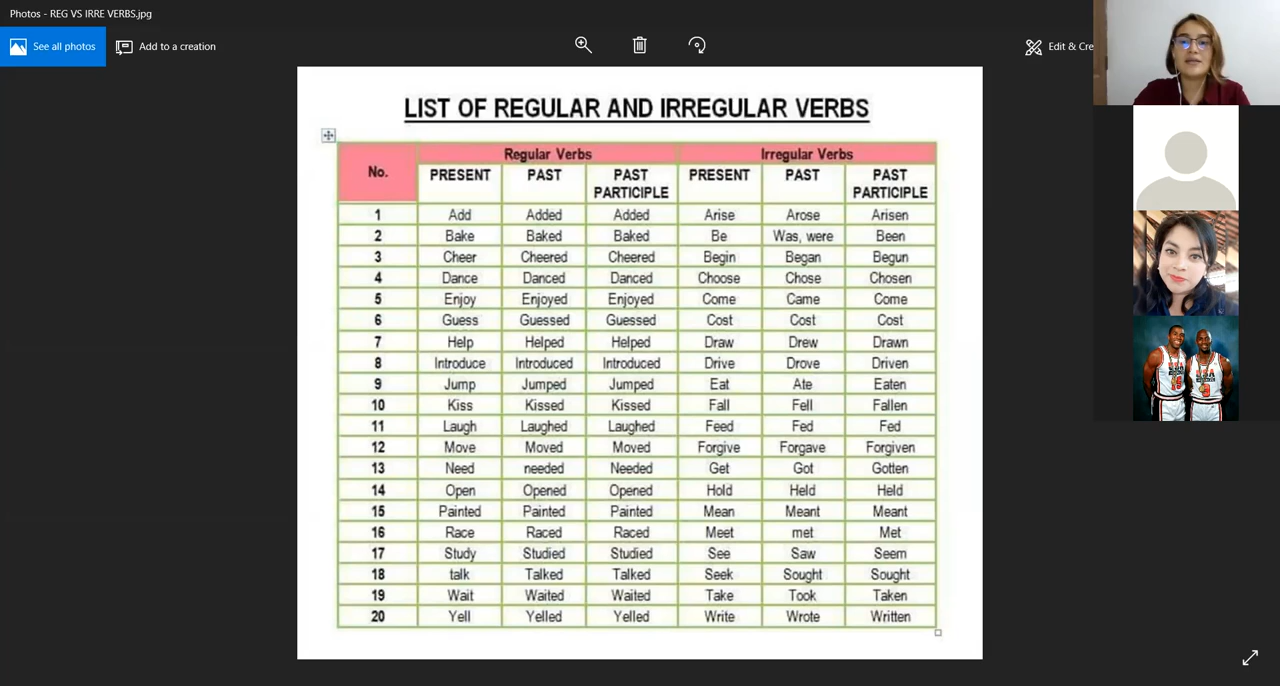 Photos - REG VS IRRE VERBS.jpg
See all photos
Add to a creation
Edit & Cre
LIST OF REGULAR AND IRREGULAR VERBS
No. Regular Verbs Irregular Verbs
PRESENT PAST PAST PARTICIPLE PRESENT PAST PAST PARTICIPLE
1 Add Added Added Arise Arose Arisen
2 Bake Baked Baked Be Was, were Been
3 Cheer Cheered Cheered Begin Began Begun
4 Dance Danced Danced Choose Chose Chosen
5 Enjoy Enjoyed Enjoyed Come Came Come
6 Guess Guessed Guessed Cost Cost Cost
7 Help Helped Helped Draw Drew Drawn
8 Introduce Introduced Introduced Drive Drove Driven
9 Jump Jumped Jumped Eat Ate Eaten
10 Kiss Kissed Kissed Fall Fell Fallen
11 Laugh Laughed Laughed Feed Fed Fed
12 Move Moved Moved Forgive Forgave Forgiven
13 Need needed Needed Get Got Gotten
14 Open Opened Opened Hold Held Held
15 Painted Painted Painted Mean Meant Meant
16 Race Raced Raced Meet met Met
17 Study Studied Studied See Saw Seem
18 talk Talked Talked Seek Sought Sought
19 Wait Waited Waited Take Took Taken
20 Yell Yelled Yelled Write Wrote Written
USA
15
USA
9